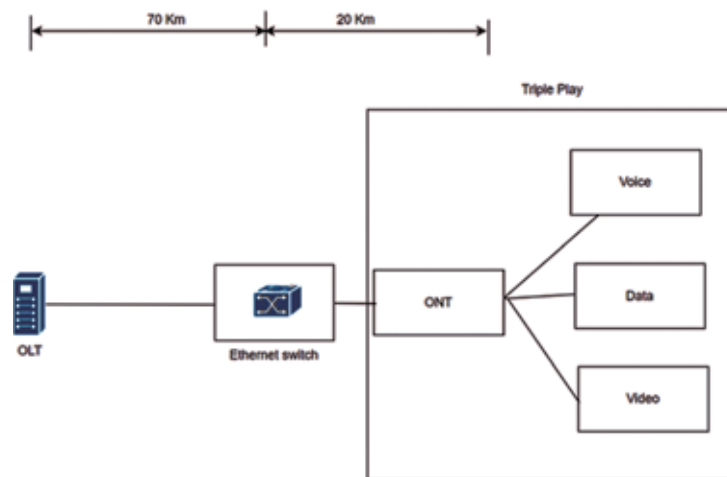 70 Km
20 Km
Triple Play
Voice
ONT
Data
OLT
Ethernet switch
Video